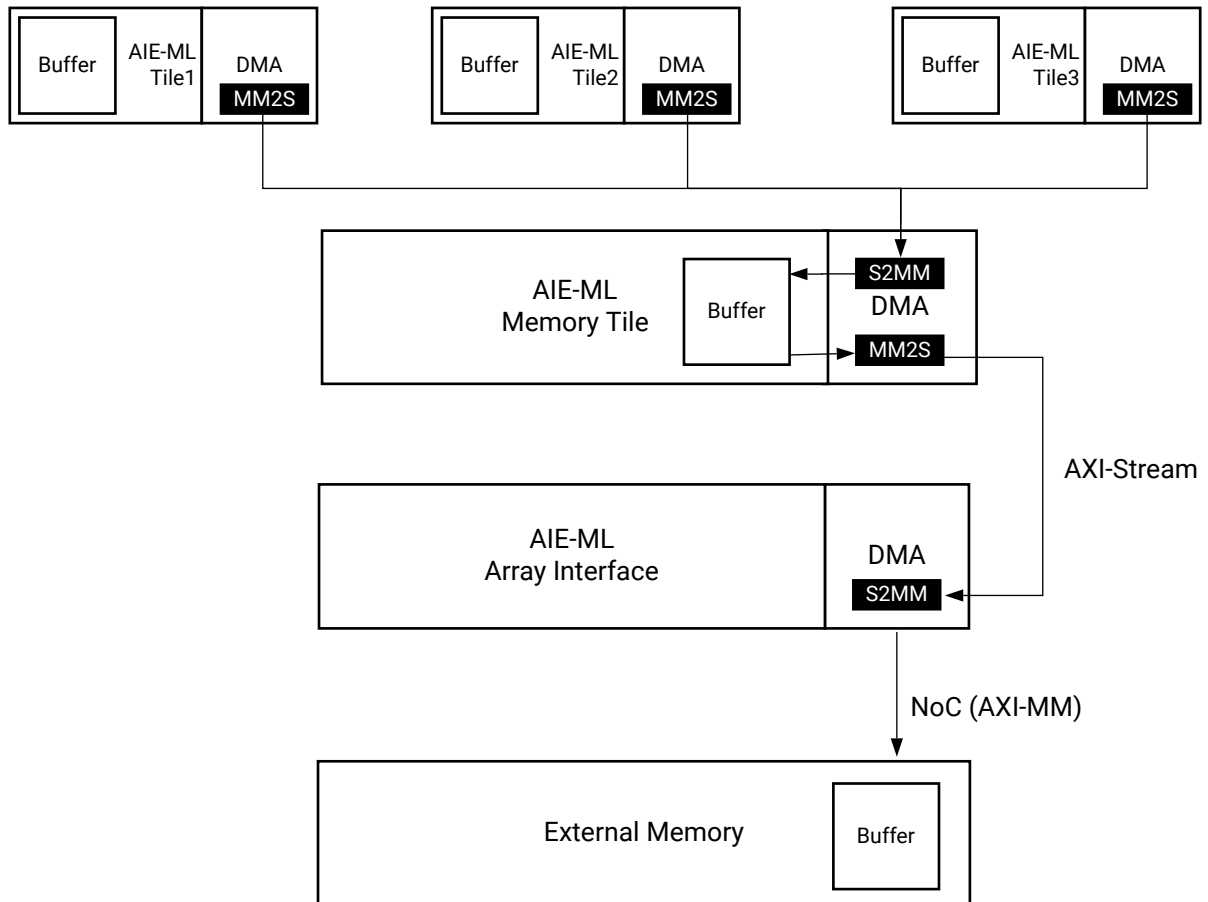 Buffer
AIE-ML
Tile1
DMA
MM2S
Buffer
AIE-ML
Tile2
DMA
MM2S
Buffer
AIE-ML
Tile3
DMA
MM2S
AIE-ML
Memory Tile
Buffer
S2MM
DMA
MM2S
AXI-Stream
AIE-ML
Array Interface
DMA
S2MM
NoC (AXI-MM)
External Memory
Buffer